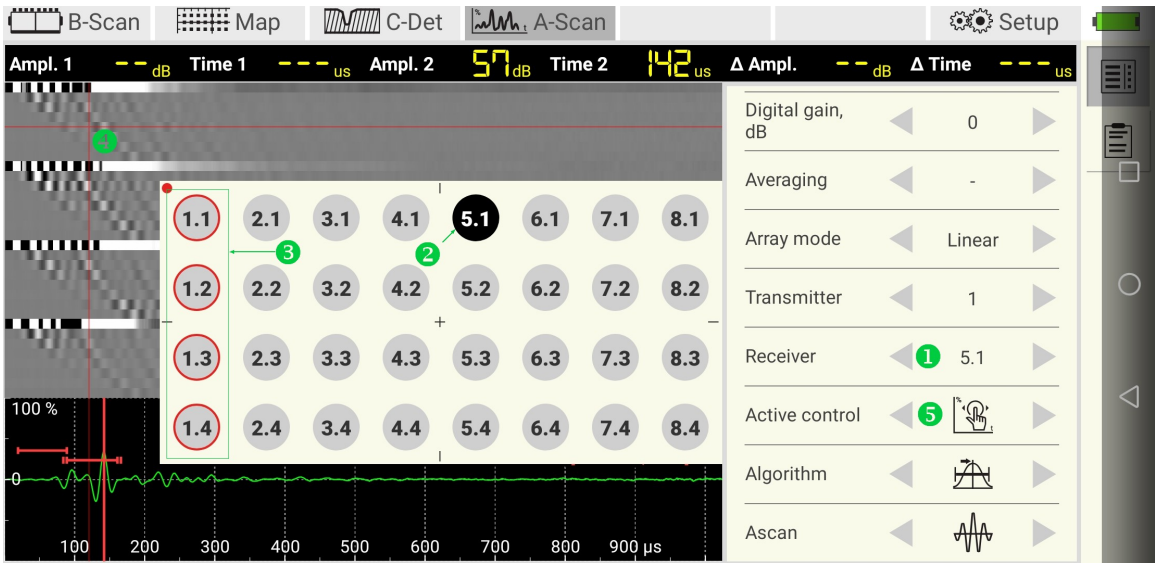 B-Scan Map C-Det A-Scan Setup
Ampl. 1 -- dB Time 1 --- us Ampl. 2 57 dB Time 2 142 us Δ Ampl. -- dB Δ Time --- us
Digital gain, dB 0
4
Averaging -
1.1 2.1 3.1 4.1 5.1 6.1 7.1 8.1
3 2
Array mode Linear
1.2 2.2 3.2 4.2 5.2 6.2 7.2 8.2
Transmitter 1
1.3 2.3 3.3 4.3 5.3 6.3 7.3 8.3
Receiver 1 5.1
100 %
1.4 2.4 3.4 4.4 5.4 6.4 7.4 8.4
Active control 5 % t
0
Algorithm
Ascan
100 200 300 400 500 600 700 800 900 µs